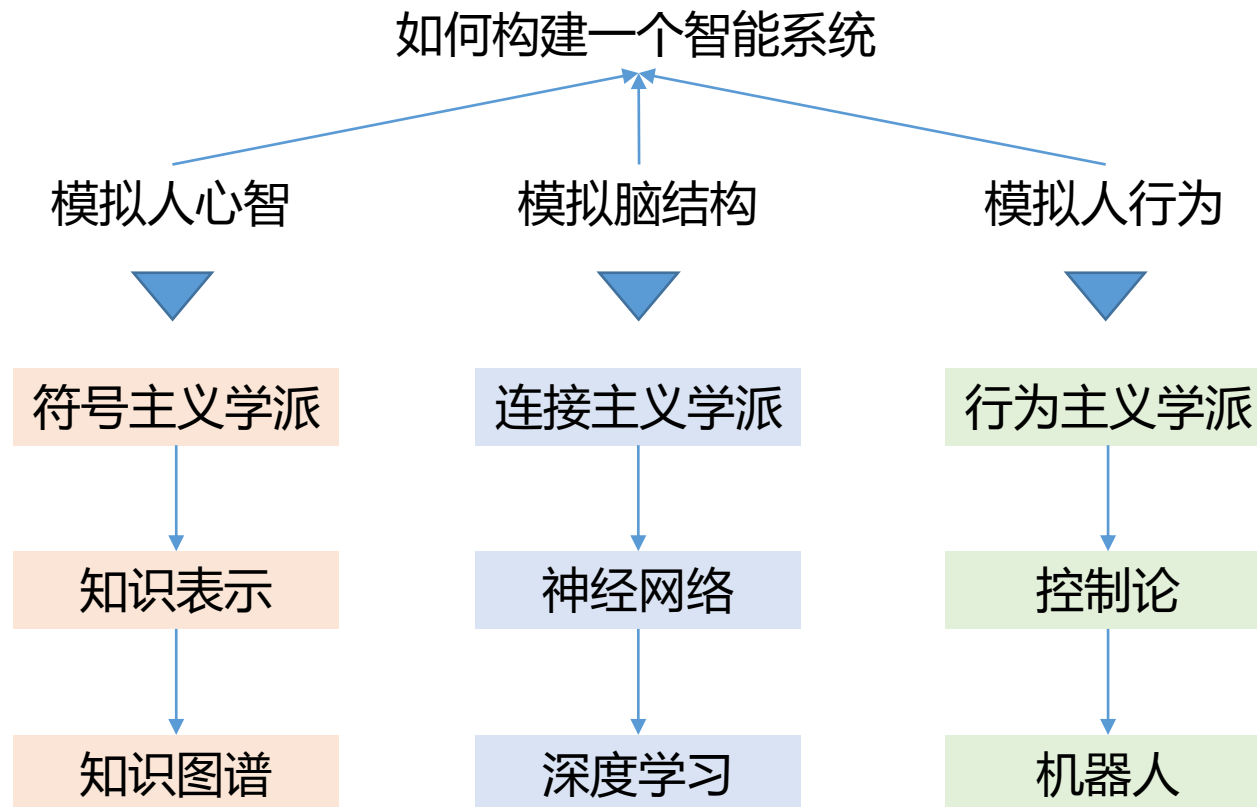 如何构建一个智能系统
模拟人心智
模拟脑结构
模拟人行为
符号主义学派
连接主义学派
行为主义学派
知识表示
神经网络
控制论
知识图谱
深度学习
机器人